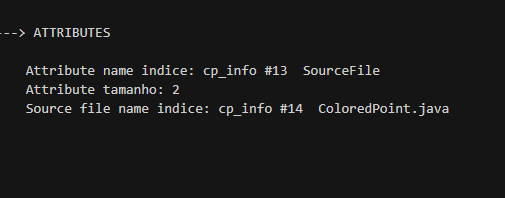 ---> ATTRIBUTES
Attribute name indice: cp_info #13 SourceFile
Attribute tamanho: 2
Source file name indice: cp_info #14 ColoredPoint.java